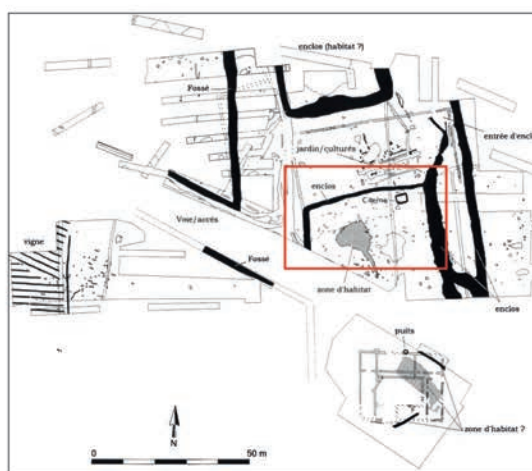 enclos (habitat ?)
Fossé
entrée d'encl
jardin/cultures
enclos
Voie/accès
vigne
Fossé
zone d'habitat
enclos
puits
zone d'habitat ?
N
0 50 m